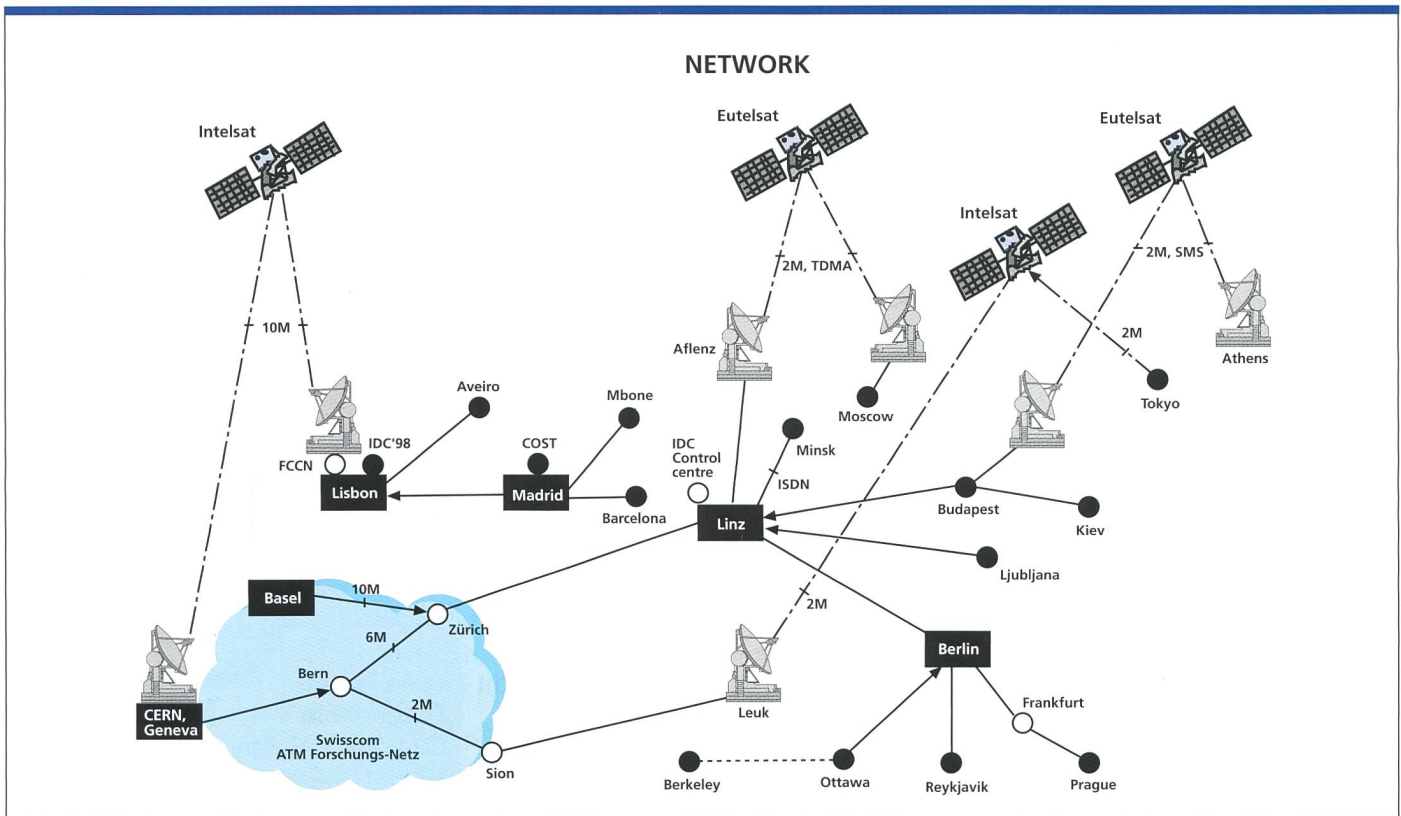 NETWORK
Intelsat
Eutelsat
Eutelsat
Intelsat
10M
2M, TDMA
2M, SMS
2M
Aflenz
Moscow
Athens
Tokyo
Aveiro
Mbone
FCCN
IDC'98
COST
IDC
Control
centre
Minsk
ISDN
Lisbon
Madrid
Barcelona
Linz
Budapest
Kiev
Ljubljana
Basel
10M
Zürich
6M
2M
Bern
2M
Berlin
CERN,
Geneva
Swisscom
ATM Forschungs-Netz
Sion
Leuk
Frankfurt
Berkeley
Ottawa
Reykjavik
Prague